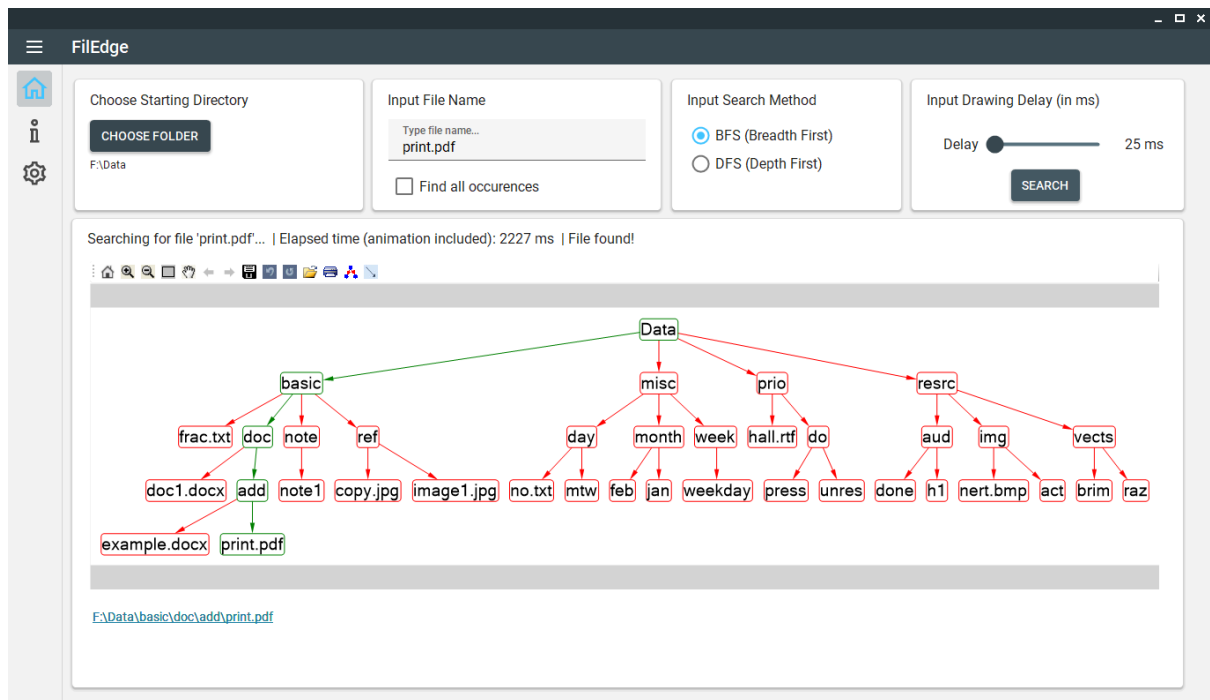 FilEdge
Choose Starting Directory
CHOOSE FOLDER
F:\Data
Input File Name
Type file name...
print.pdf
Find all occurences
Input Search Method
BFS (Breadth First)
DFS (Depth First)
Input Drawing Delay (in ms)
Delay 25 ms
SEARCH
Searching for file 'print.pdf'... | Elapsed time (animation included): 2227 ms | File found!
Data
basic misc prio resrc
frac.txt doc note ref day month week hall.rtf do aud img vects
doc1.docx add note1 copy.jpg image1.jpg no.txt mtw feb jan weekday press unres done h1 nert.bmp act brim raz
example.docx print.pdf
F:\Data\basic\doc\add\print.pdf